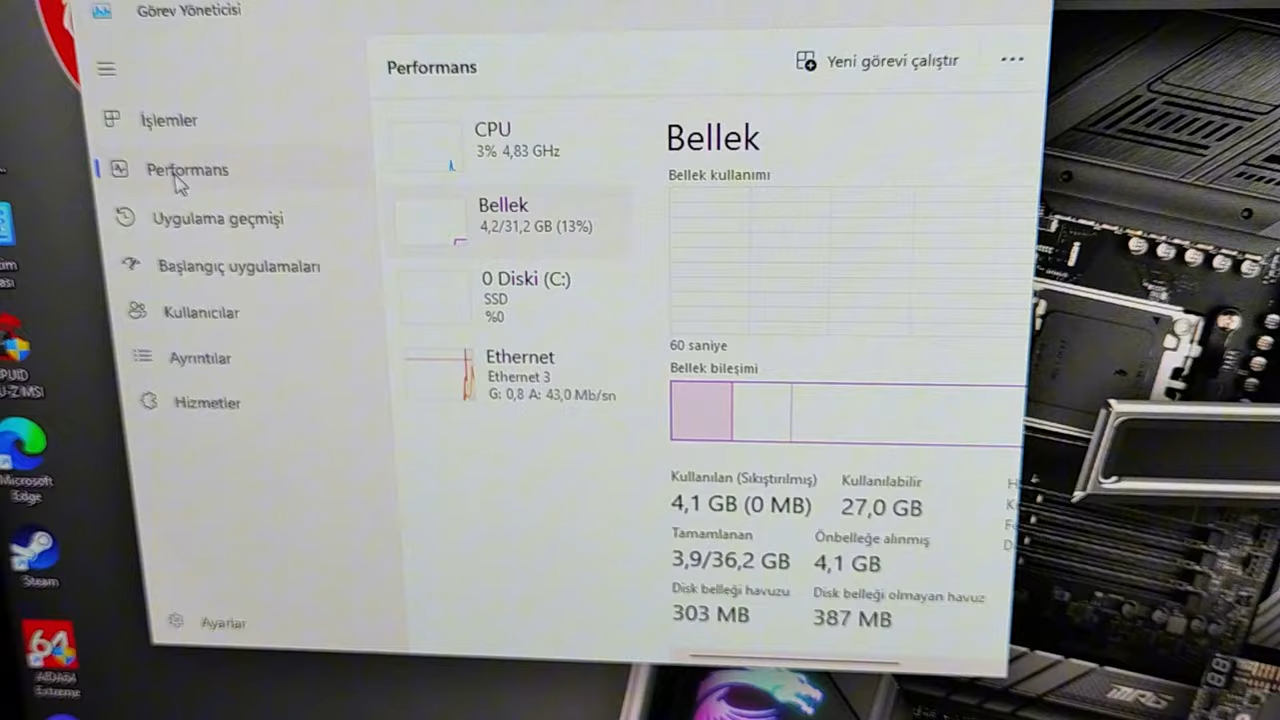 Görev Yöneticisi
Performans
Yeni görevi çalıştır
İşlemler
Performans
Uygulama geçmişi
Başlangıç uygulamaları
Kullanıcılar
Ayrıntılar
Hizmetler
Ayarlar
CPU
3% 4,83 GHz
Bellek
4,2/31,2 GB (13%)
0 Diski (C:)
SSD
%0
Ethernet
Ethernet 3
G: 0,8 A: 43,0 Mb/sn
Bellek
Bellek kullanımı
60 saniye
Bellek bileşimi
Kullanılan (Sıkıştırılmış)
Kullanılabilir
4,1 GB (0 MB)
27,0 GB
Tamamlanan
Önbelleğe alınmış
3,9/36,2 GB
4,1 GB
Disk belleği havuzu
Disk belleği olmayan havuz
303 MB
387 MB
Microsoft
Edge
Steam
64
AIDA64
Extreme